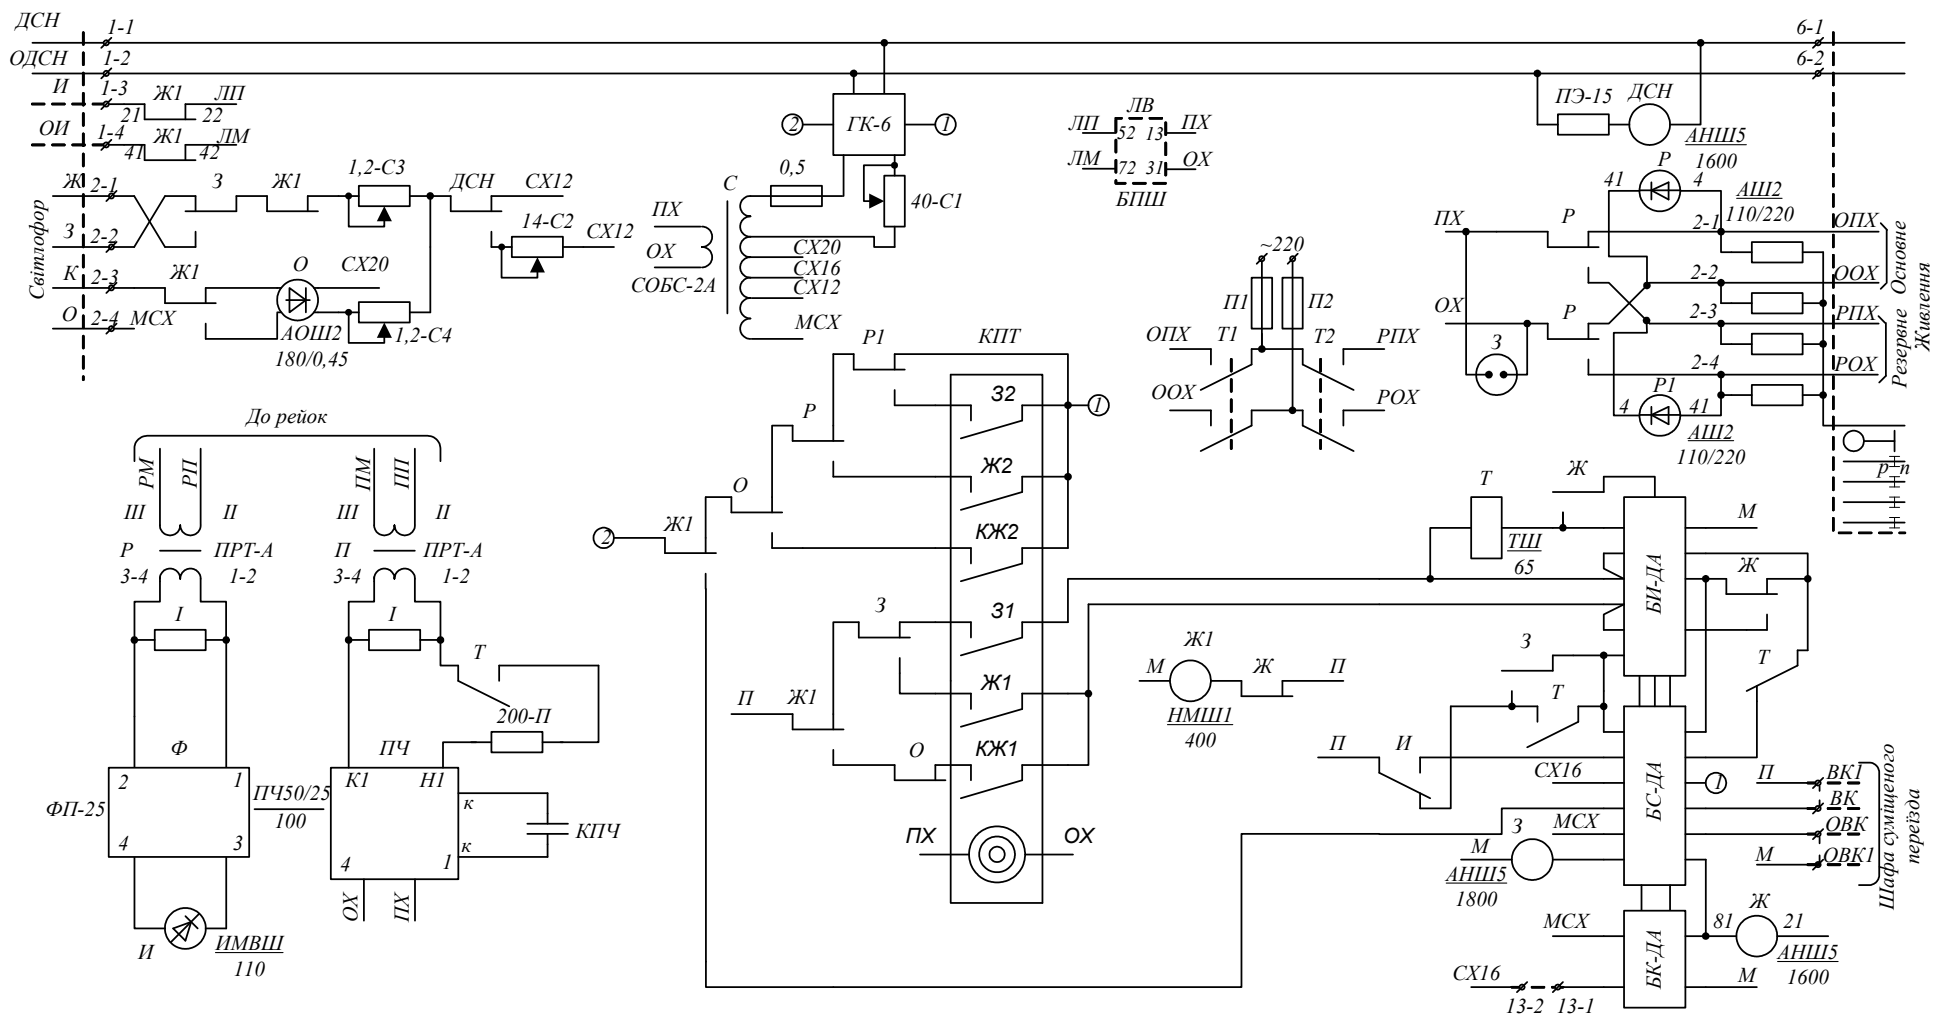 ДСН
1-1
ОДСН
1-2
И
1-3
Ж1
ЛП
21
22
ОИ
1-4
Ж1
ЛМ
41
42
Ж
2-1
З
Ж1
1,2-С3
ДСН
СХ12
14-С2
СХ12
З
2-2
К
2-3
Ж1
О
СХ20
О
2-4
МСХ
АОШ2
180/0,45
1,2-С4
Світлофор
2
ГК-6
1
С
0,5
40-С1
ПХ
ОХ
СОБС-2А
СХ20
СХ16
СХ12
МСХ
ЛВ
ЛП
52
13
ПХ
ЛМ
72
31
ОХ
БПШ
6-1
6-2
ПЭ-15
ДСН
АНШ5
1600
Р
41
4
АШ2
110/220
ПХ
Р
2-1
ОПХ
2-2
ООХ
ОХ
Р
2-3
РПХ
З
2-4
РОХ
Р1
4
41
АШ2
110/220
Резервне Основне
Живлення
р
п
~220
П1
П2
ОПХ
Т1
Т2
РПХ
ООХ
РОХ
До рейок
РМ
РП
ІІІ
ІІ
Р
ПРТ-А
3-4
1-2
І
Ф
2
1
4
3
ФП-25
И
ИМВШ
110
ПМ
ПП
ІІІ
ІІ
П
ПРТ-А
3-4
1-2
І
Т
200-П
ПЧ
К1
Н1
ПЧ50/25
100
к
КПЧ
к
4
1
ОХ
ПХ
Р1
КПТ
З2
1
Р
Ж2
О
КЖ2
2
Ж1
З
З1
Ж1
П
Ж1
О
КЖ1
ПХ
ОХ
Ж1
М
Ж
П
НМШ1
400
Т
Ж
М
ТШ
65
БИ-ДА
Ж
З
Т
Т
П
И
СХ16
БС-ДА
1
МСХ
З
М
АНШ5
1800
П
ВК1
ВК
ОВК
М
ОВК1
Шафа суміщеного
переїзда
МСХ
БК-ДА
81
Ж
21
АНШ5
1600
СХ16
13-2
13-1
М